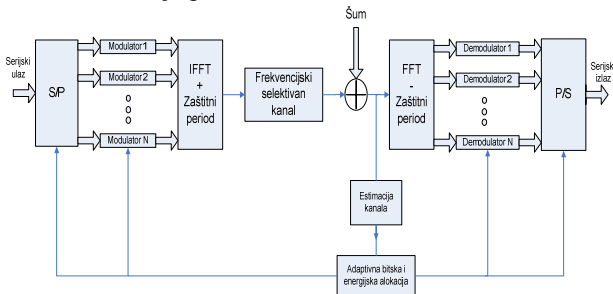 Šum
Serijski
ulaz
S/P
Modulator 1
Modulator 2
Modulator N
IFFT
+
Zaštitni
period
Frekvencijski
selektivan
kanal
FFT
-
Zaštitni
period
Demodulator 1
Demodulator 2
Demodulator N
P/S
Serijsk
izlaz
Estimacija
kanala
Adaptivna bitska i
energijska alokacija